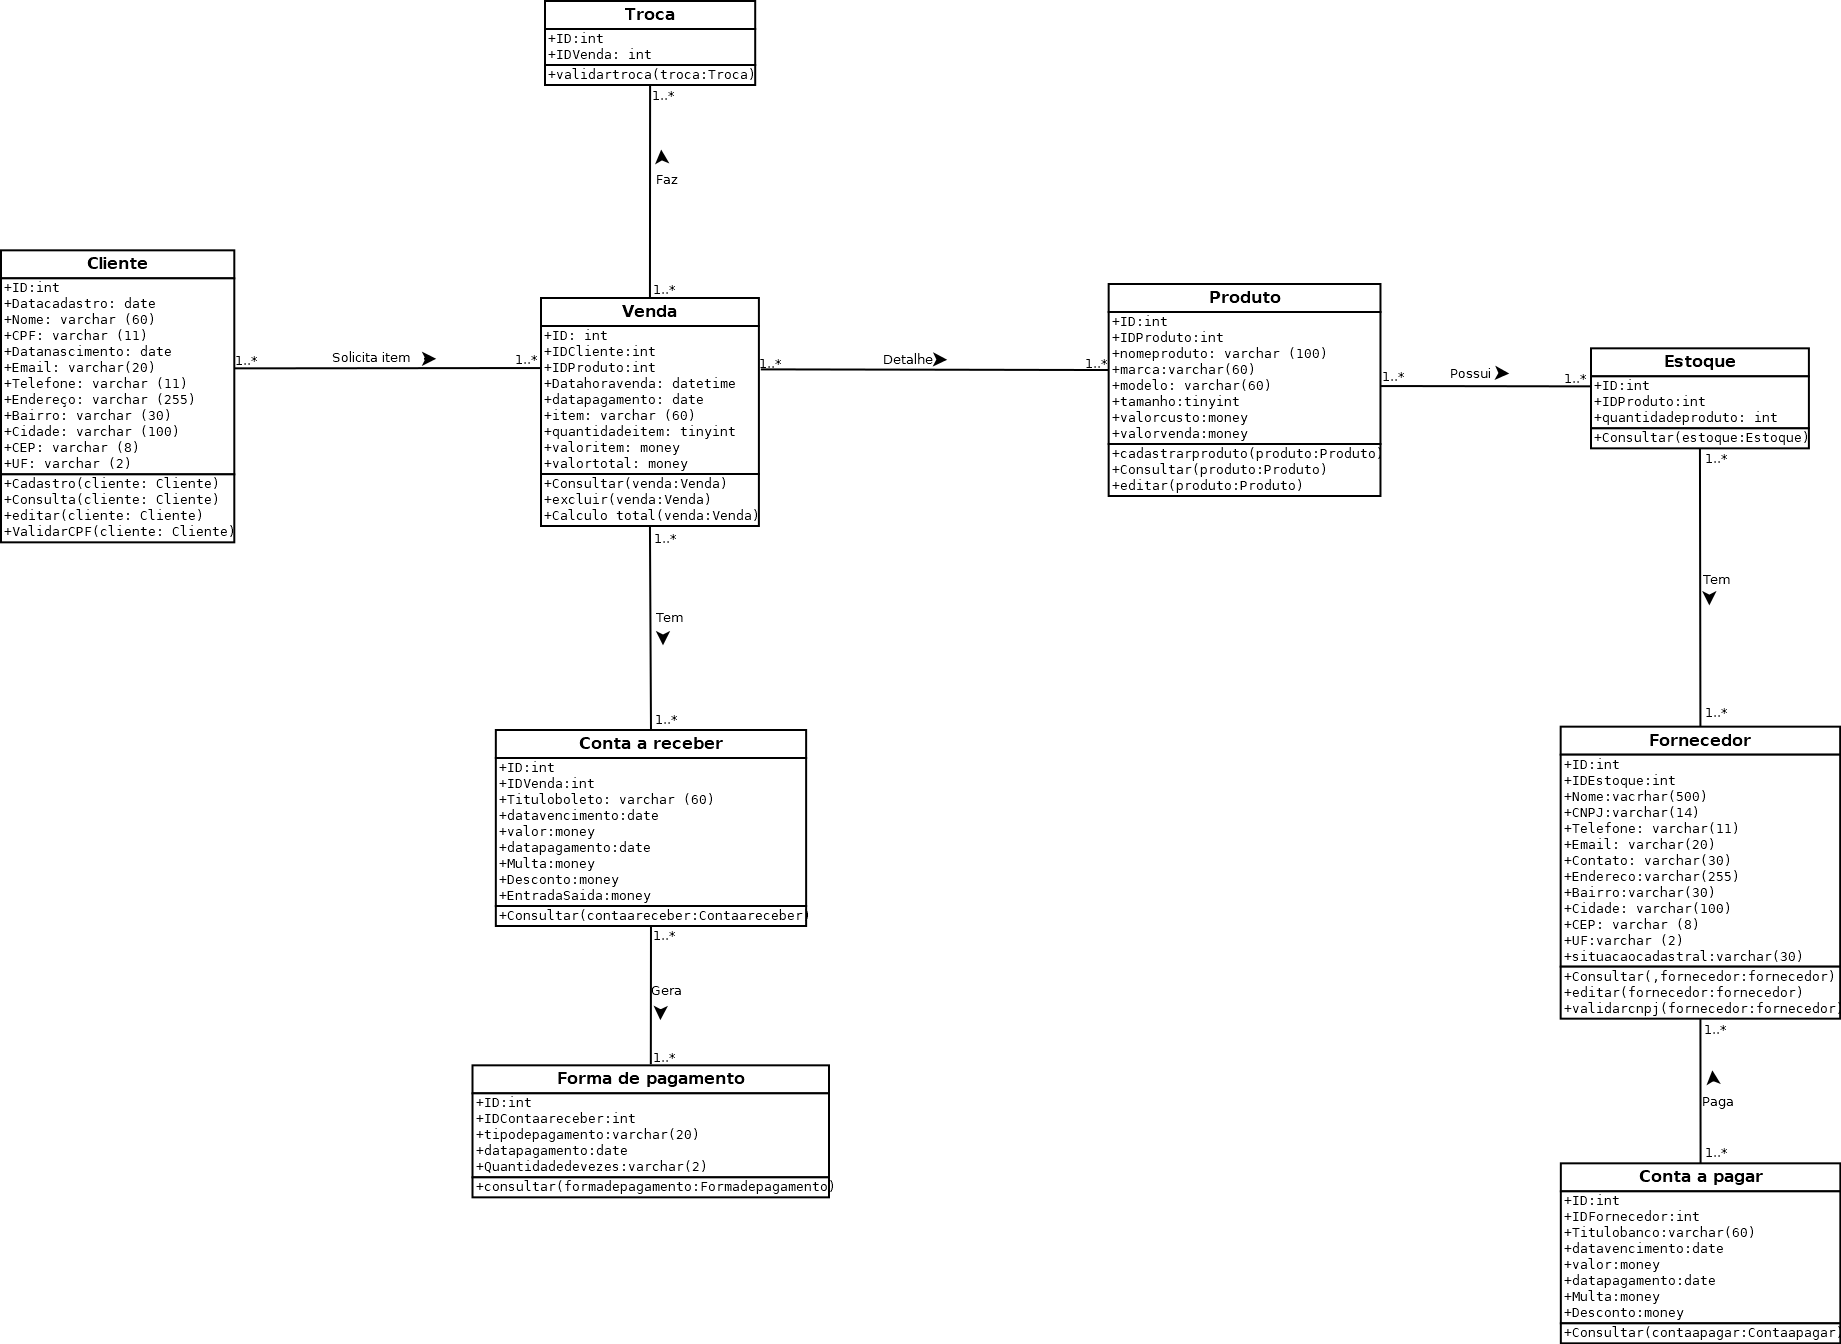 Troca
+ID:int
+IDVenda: int
+validartroca(troca:Troca)
1..*
Faz
1..*
Cliente
+ID:int
+Datacadastro: date
+Nome: varchar (60)
+CPF: varchar (11)
+Datanascimento: date
+Email: varchar(20)
+Telefone: varchar (11)
+Endereço: varchar (255)
+Bairro: varchar (30)
+Cidade: varchar (100)
+CEP: varchar (8)
+UF: varchar (2)
+Cadastro(cliente: Cliente)
+Consulta(cliente: Cliente)
+editar(cliente: Cliente)
+ValidarCPF(cliente: Cliente)
1..*
Solicita item
1..*
Venda
+ID: int
+IDCliente:int
+IDProduto:int
+Datahoravenda: datetime
+datapagamento: date
+item: varchar (60)
+quantidadeitem: tinyint
+valoritem: money
+valortotal: money
+Consultar(venda:Venda)
+excluir(venda:Venda)
+Calculo total(venda:Venda)
1..*
Detalhe
1..*
Produto
+ID:int
+IDProduto:int
+nomeproduto: varchar (100)
+marca:varchar(60)
+modelo: varchar(60)
+tamanho:tinyint
+valorcusto:money
+valorvenda:money
+cadastrarproduto(produto:Produto)
+Consultar(produto:Produto)
+editar(produto:Produto)
1..*
Possui
1..*
Estoque
+ID:int
+IDProduto:int
+quantidadeproduto: int
+Consultar(estoque:Estoque)
1..*
Tem
1..*
1..*
Tem
1..*
Conta a receber
+ID:int
+IDVenda:int
+Tituloboleto: varchar (60)
+datavencimento:date
+valor:money
+datapagamento:date
+Multa:money
+Desconto:money
+EntradaSaida:money
+Consultar(contaareceber:Contaareceber)
1..*
Gera
1..*
Forma de pagamento
+ID:int
+IDContaareceber:int
+tipodepagamento:varchar(20)
+datapagamento:date
+Quantidadedevezes:varchar(2)
+consultar(formadepagamento:Formadepagamento)
Fornecedor
+ID:int
+IDEstoque:int
+Nome:vacrhar(500)
+CNPJ:varchar(14)
+Telefone: varchar(11)
+Email: varchar(20)
+Contato: varchar(30)
+Endereco:varchar(255)
+Bairro:varchar(30)
+Cidade: varchar(100)
+CEP: varchar (8)
+UF:varchar (2)
+situacaocadastral:varchar(30)
+Consultar(,fornecedor:fornecedor)
+editar(fornecedor:fornecedor)
+validarcnpj(fornecedor:fornecedor)
1..*
Paga
1..*
Conta a pagar
+ID:int
+IDFornecedor:int
+Titulobanco:varchar(60)
+datavencimento:date
+valor:money
+datapagamento:date
+Multa:money
+Desconto:money
+Consultar(contaapagar:Contaapagar)